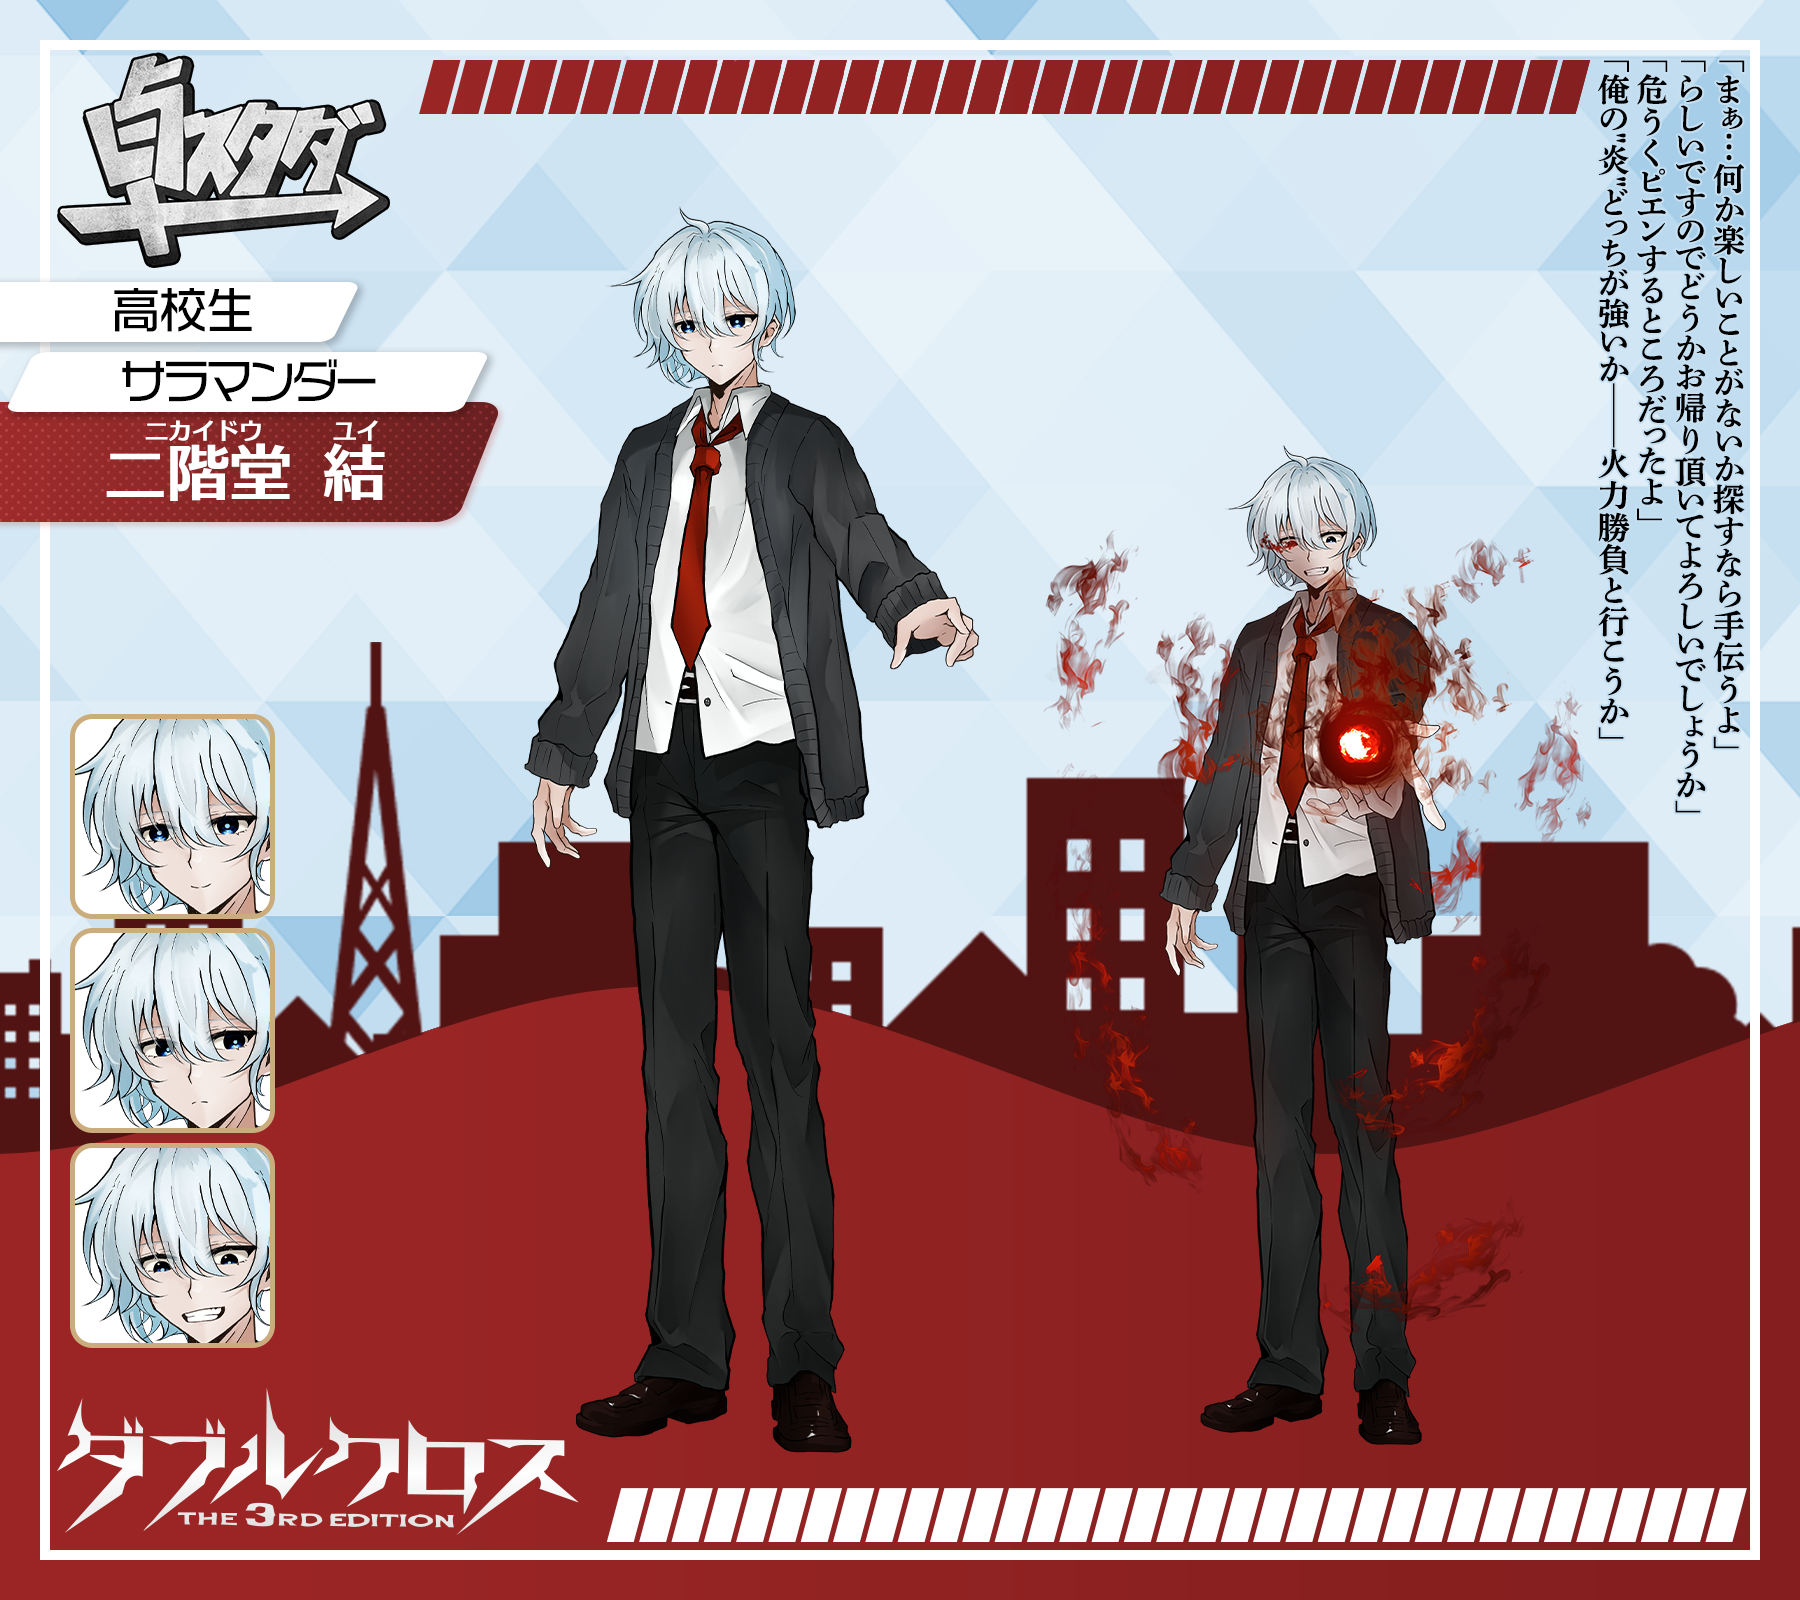 卓スタダ
高校生
サラマンダー
ニカイドウ ユイ
二階堂 結
「まぁ…何か楽しいことがないか探すなら手伝うよ」
「らしいですのでどうかお帰り頂いてよろしいでしょうか」
「危うくピエンするところだったよ」
「俺の"炎"どっちが強いか――火力勝負と行こうか」
ダブルクロス
THE 3RD EDITION